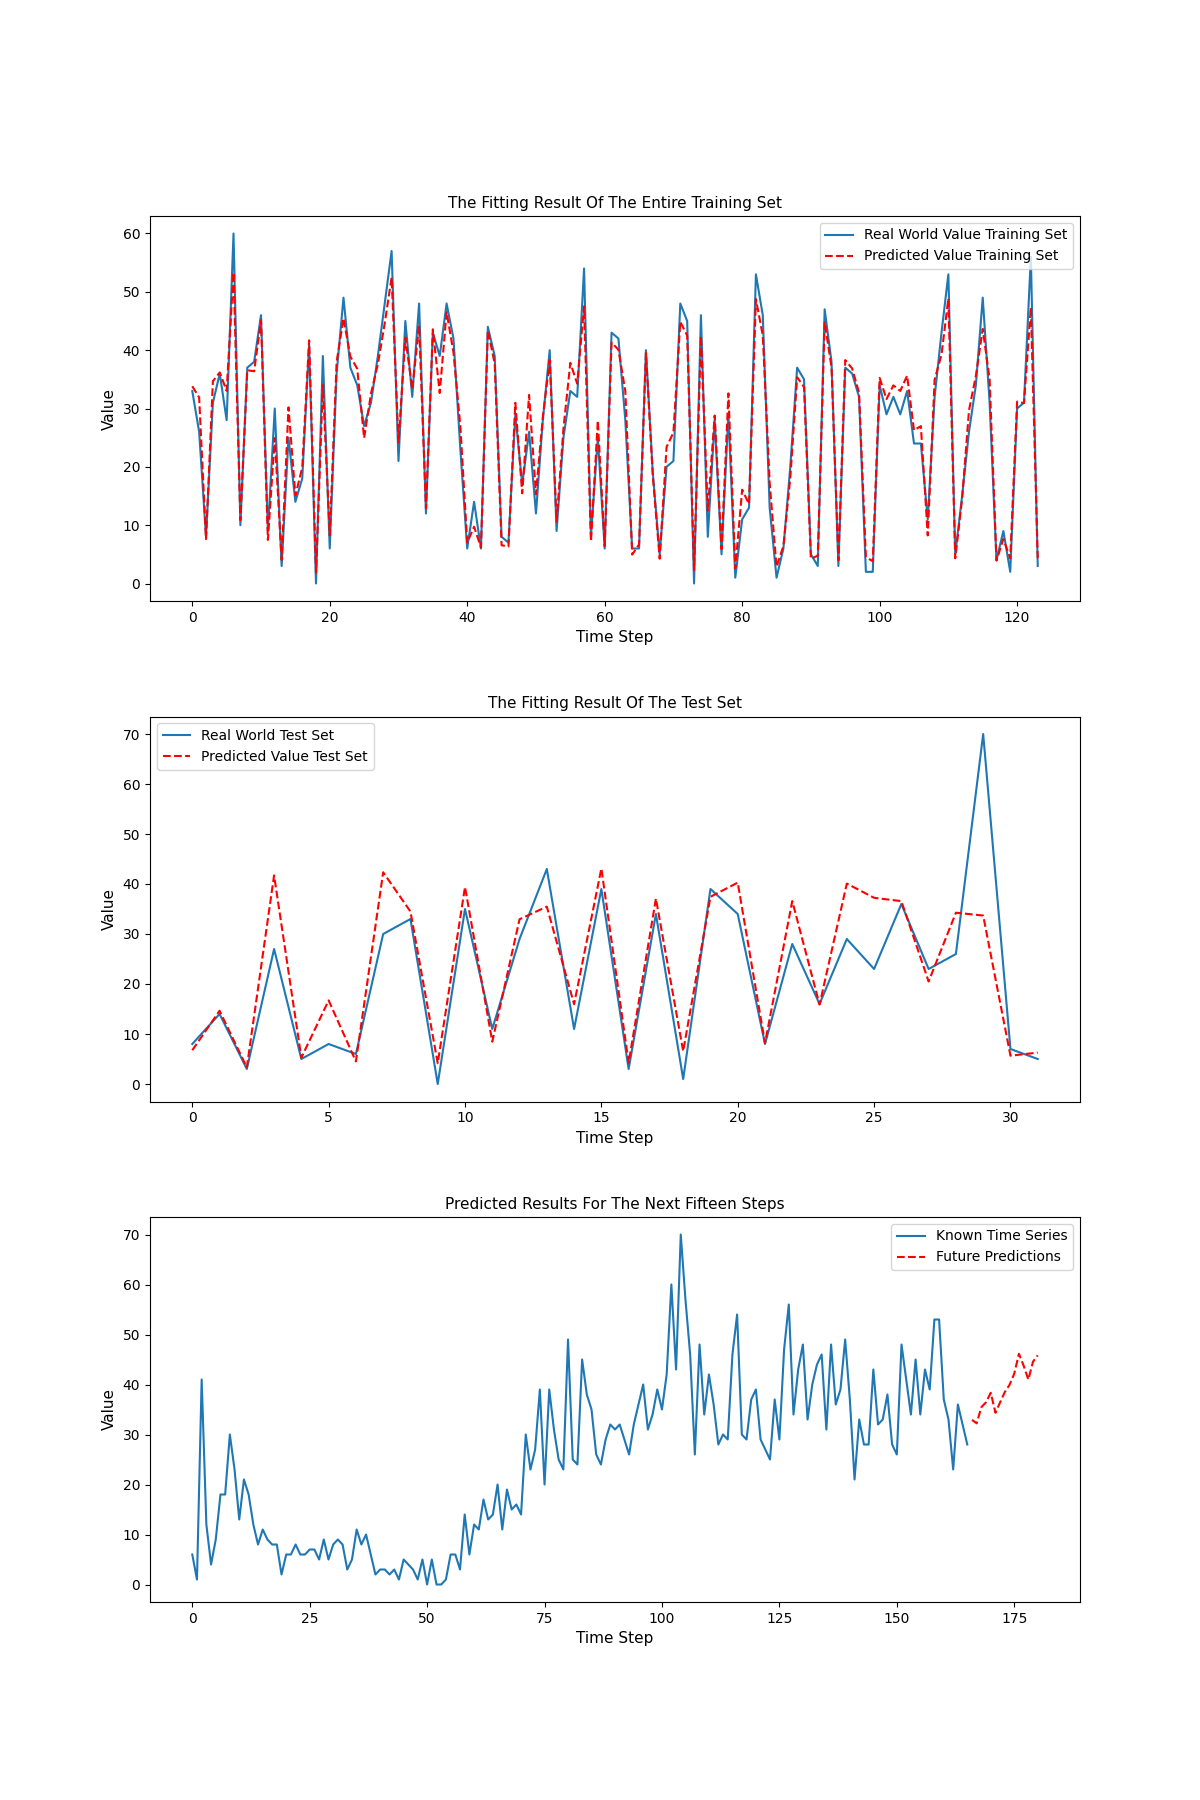 The Fitting Result Of The Entire Training Set
Real World Value Training Set
Predicted Value Training Set
60
50
40
30
20
10
0
Value
0 20 40 60 80 100 120
Time Step
The Fitting Result Of The Test Set
Real World Test Set
Predicted Value Test Set
70
60
50
40
30
20
10
0
Value
0 5 10 15 20 25 30
Time Step
Predicted Results For The Next Fifteen Steps
Known Time Series
Future Predictions
70
60
50
40
30
20
10
0
Value
0 25 50 75 100 125 150 175
Time Step